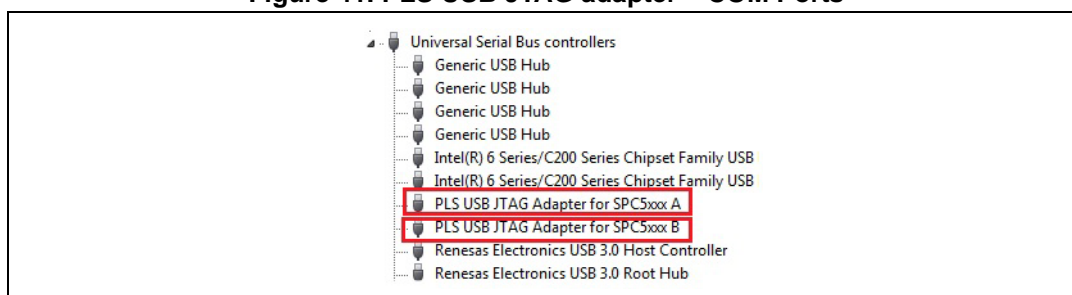 Universal Serial Bus controllers
Generic USB Hub
Generic USB Hub
Generic USB Hub
Generic USB Hub
Intel(R) 6 Series/C200 Series Chipset Family USB
Intel(R) 6 Series/C200 Series Chipset Family USB
PLS USB JTAG Adapter for SPC5xxx A
PLS USB JTAG Adapter for SPC5xxx B
Renesas Electronics USB 3.0 Host Controller
Renesas Electronics USB 3.0 Root Hub